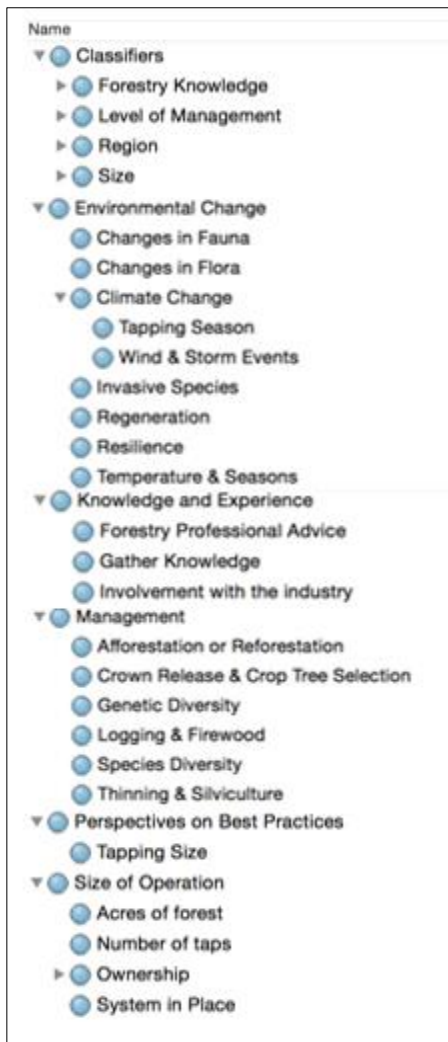 Name
Classifiers
Forestry Knowledge
Level of Management
Region
Size
Environmental Change
Changes in Fauna
Changes in Flora
Climate Change
Tapping Season
Wind & Storm Events
Invasive Species
Regeneration
Resilience
Temperature & Seasons
Knowledge and Experience
Forestry Professional Advice
Gather Knowledge
Involvement with the industry
Management
Afforestation or Reforestation
Crown Release & Crop Tree Selection
Genetic Diversity
Logging & Firewood
Species Diversity
Thinning & Silviculture
Perspectives on Best Practices
Tapping Size
Size of Operation
Acres of forest
Number of taps
Ownership
System in Place